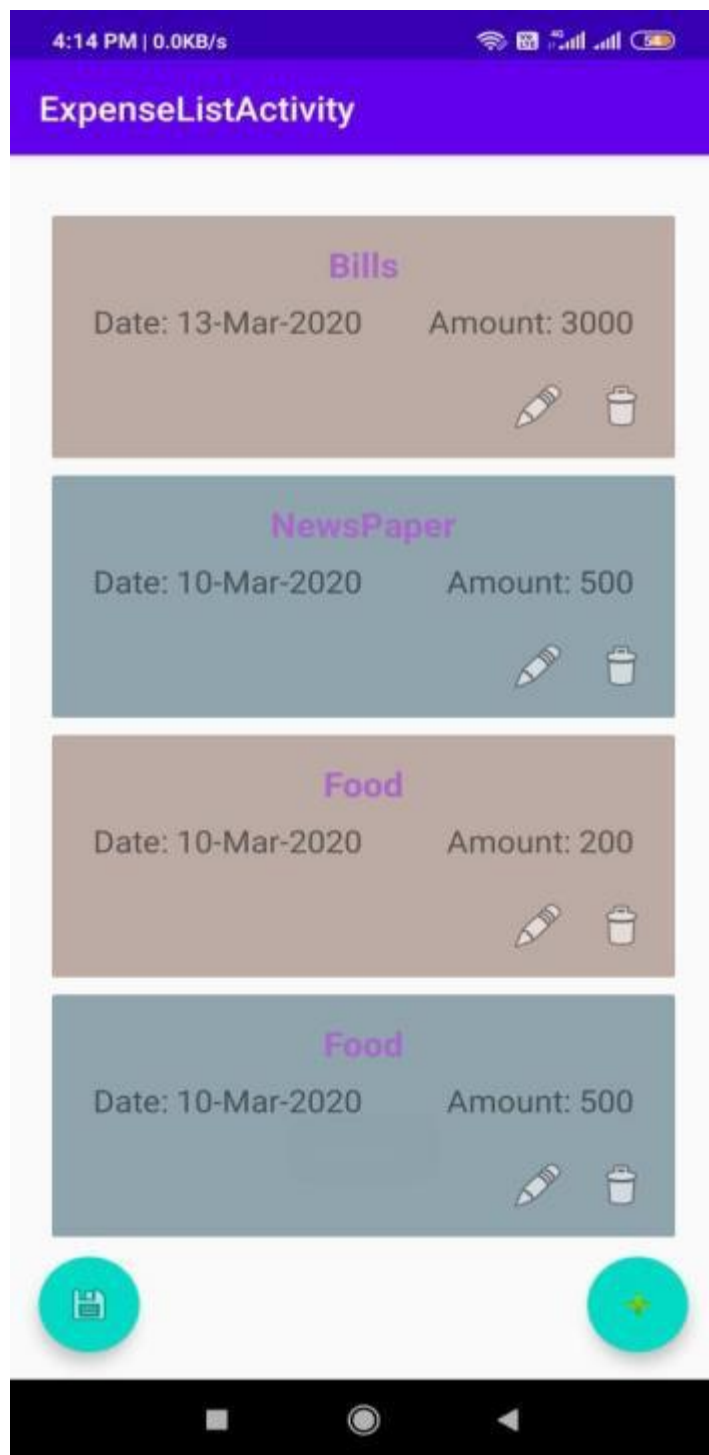 4:14 PM | 0.0KB/s
ExpenseListActivity
Bills
Date: 13-Mar-2020 Amount: 3000
NewsPaper
Date: 10-Mar-2020 Amount: 500
Food
Date: 10-Mar-2020 Amount: 200
Food
Date: 10-Mar-2020 Amount: 500